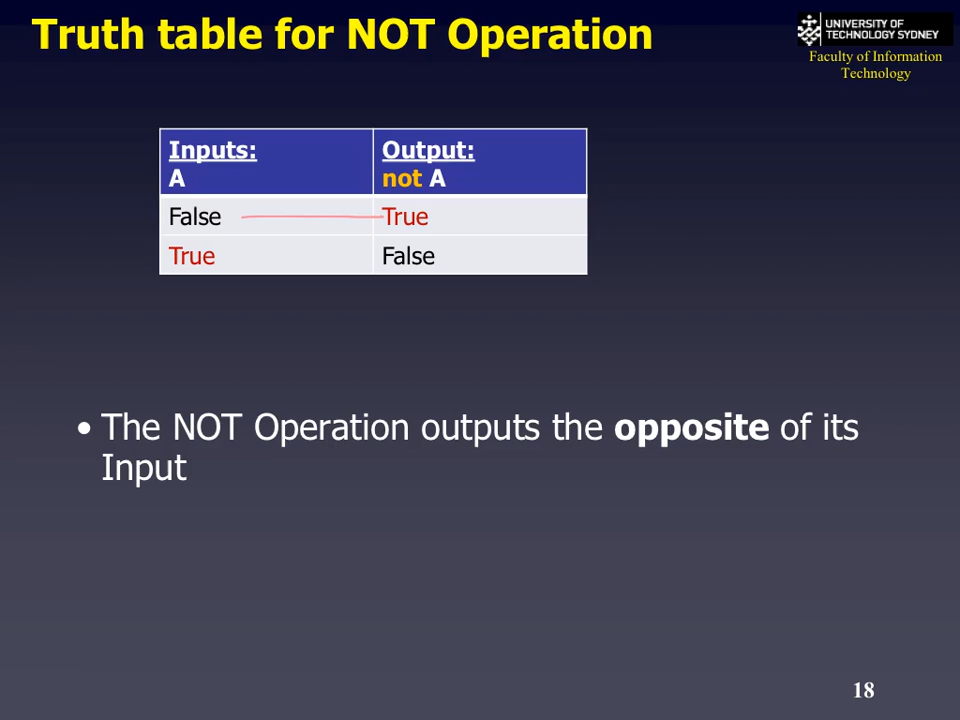 Truth table for NOT Operation
UNIVERSITY OF
TECHNOLOGY SYDNEY
Faculty of Information
Technology
Inputs: Output:
A not A
False True
True False
• The NOT Operation outputs the opposite of its
Input
18